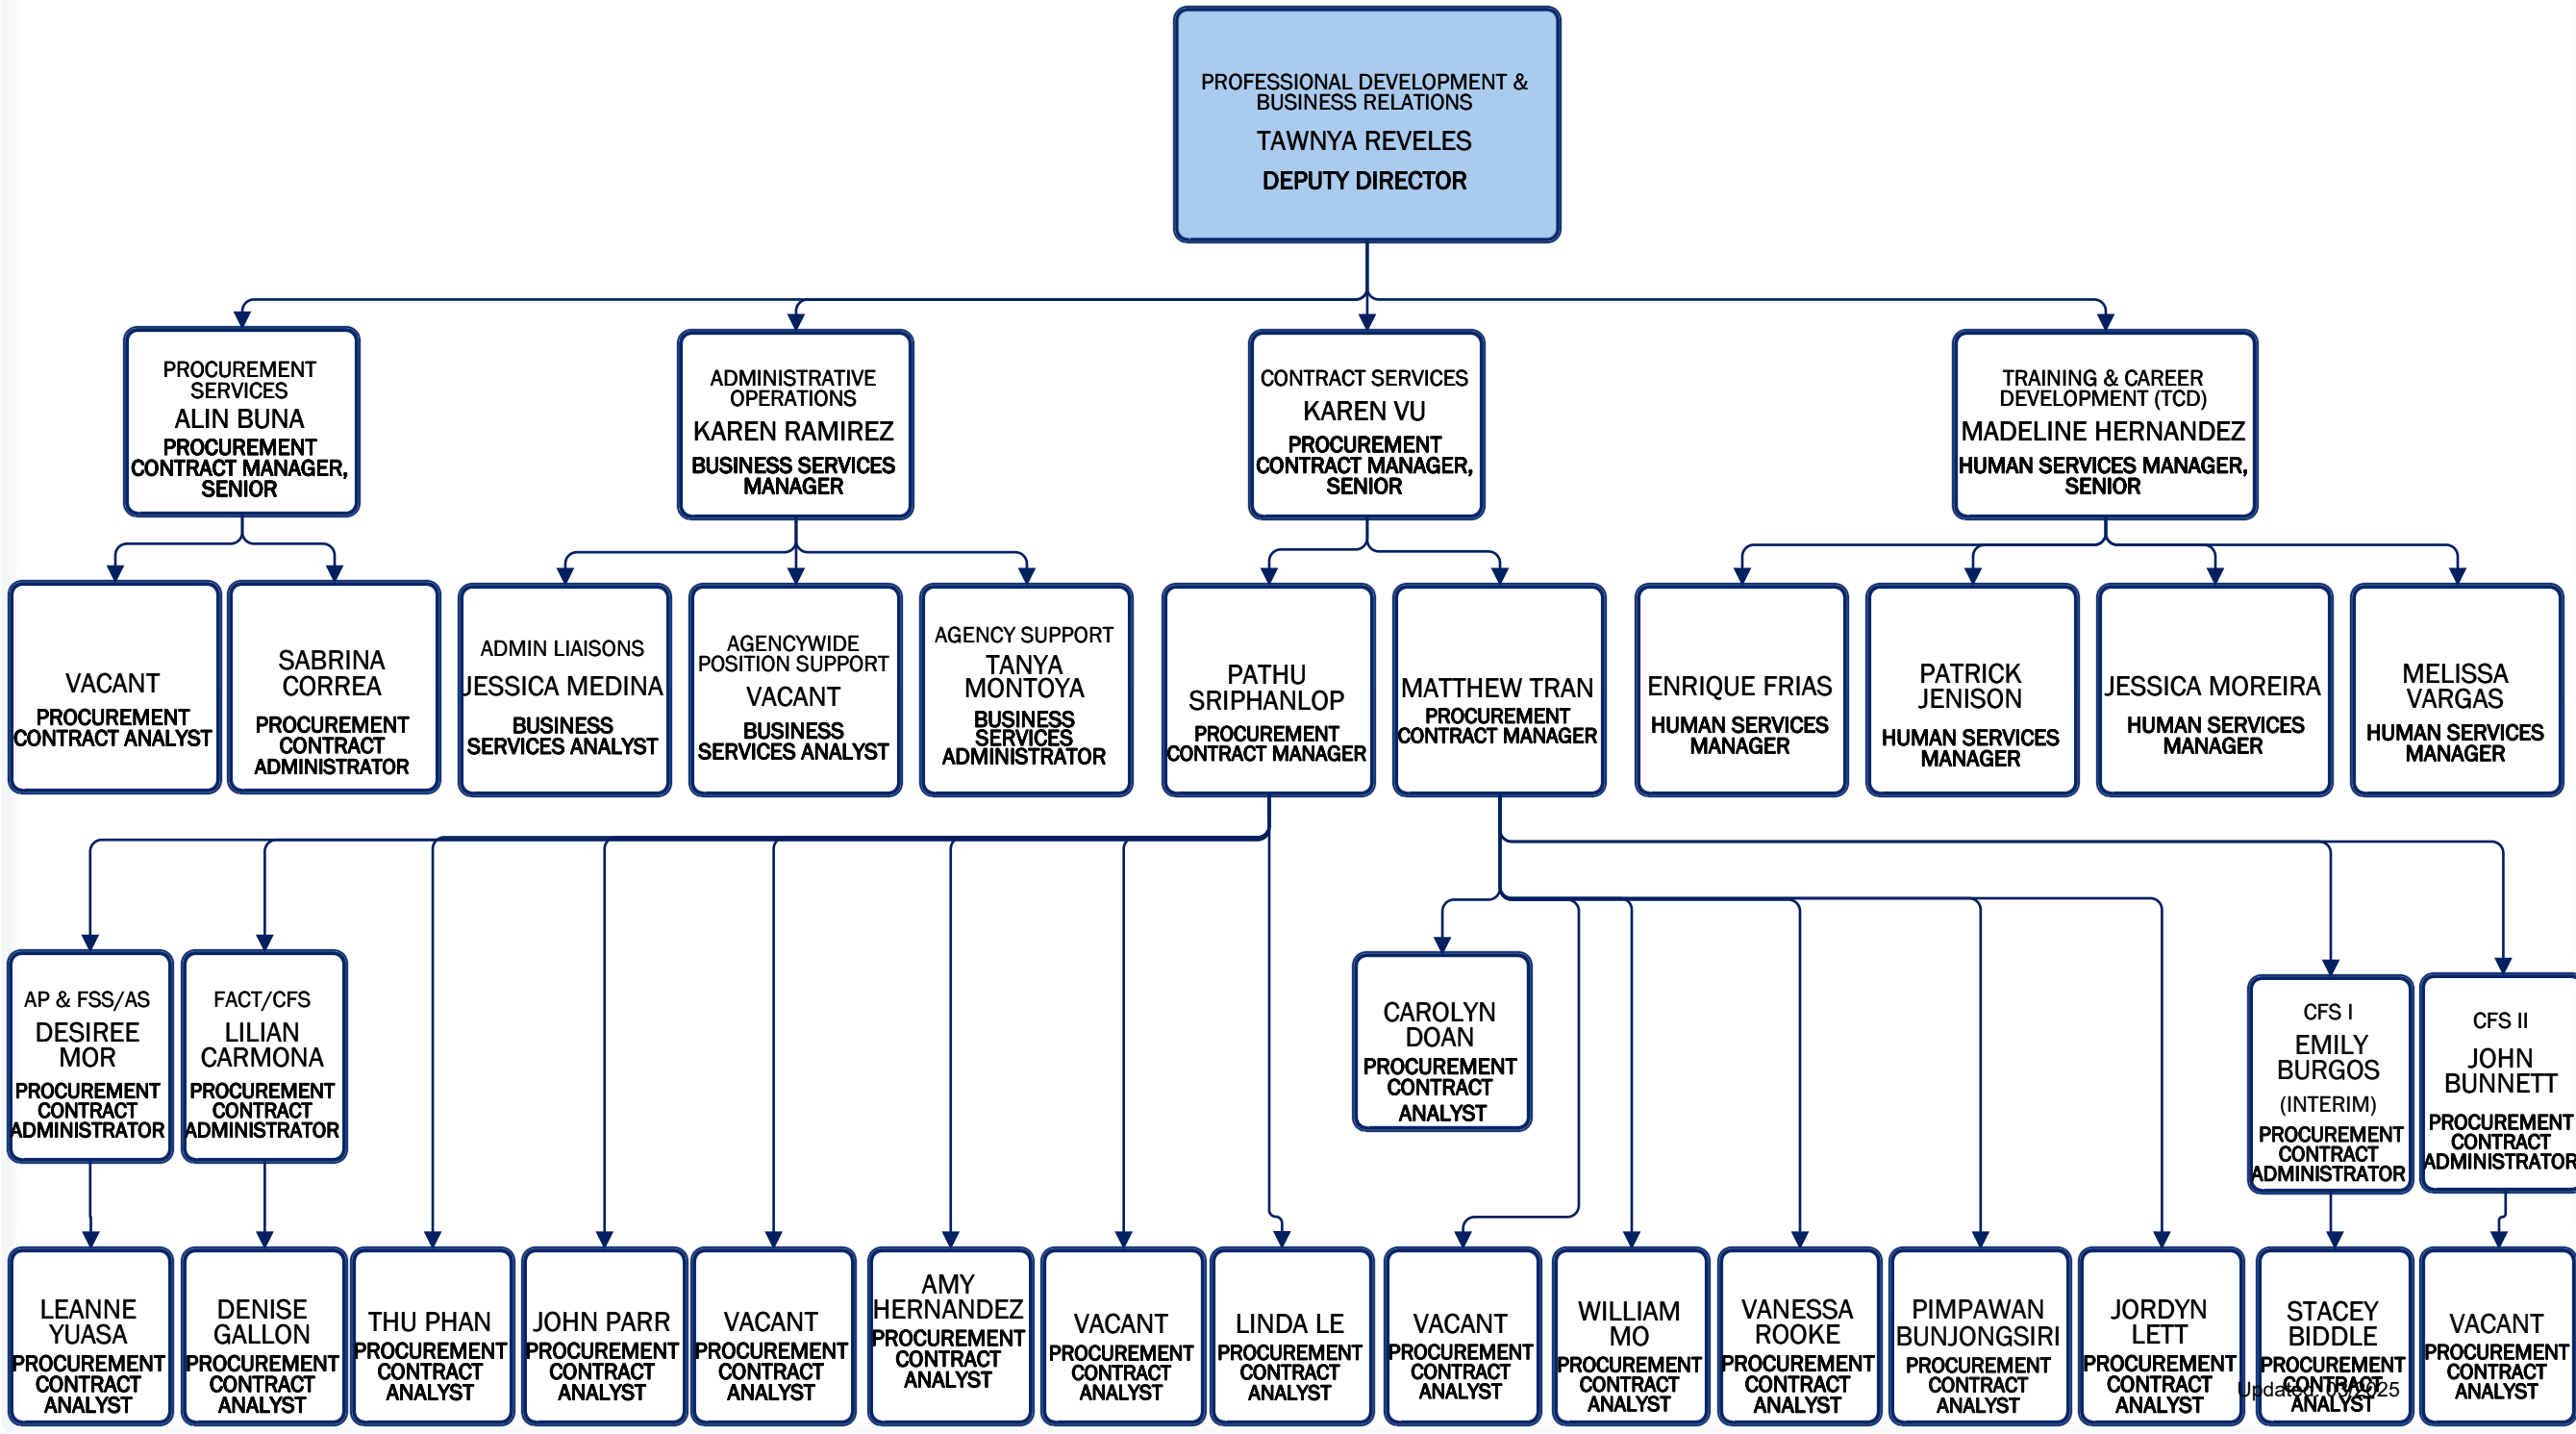 PROFESSIONAL DEVELOPMENT &
BUSINESS RELATIONS
TAWNYA REVELES
DEPUTY DIRECTOR
PROCUREMENT
SERVICES
ALIN BUNA
PROCUREMENT
CONTRACT MANAGER,
SENIOR
ADMINISTRATIVE
OPERATIONS
KAREN RAMIREZ
BUSINESS SERVICES
MANAGER
CONTRACT SERVICES
KAREN VU
PROCUREMENT
CONTRACT MANAGER,
SENIOR
TRAINING & CAREER
DEVELOPMENT (TCD)
MADELINE HERNANDEZ
HUMAN SERVICES MANAGER,
SENIOR
VACANT
PROCUREMENT
CONTRACT ANALYST
SABRINA
CORREA
PROCUREMENT
CONTRACT
ADMINISTRATOR
ADMIN LIAISONS
JESSICA MEDINA
BUSINESS
SERVICES ANALYST
AGENCYWIDE
POSITION SUPPORT
VACANT
BUSINESS
SERVICES ANALYST
AGENCY SUPPORT
TANYA
MONTOYA
BUSINESS
SERVICES
ADMINISTRATOR
PATHU
SRIPHANLOP
PROCUREMENT
CONTRACT MANAGER
MATTHEW TRAN
PROCUREMENT
CONTRACT MANAGER
ENRIQUE FRIAS
HUMAN SERVICES
MANAGER
PATRICK
JENISON
HUMAN SERVICES
MANAGER
JESSICA MOREIRA
HUMAN SERVICES
MANAGER
MELISSA
VARGAS
HUMAN SERVICES
MANAGER
AP & FSS/AS
DESIREE
MOR
PROCUREMENT
CONTRACT
ADMINISTRATOR
FACT/CFS
LILIAN
CARMONA
PROCUREMENT
CONTRACT
ADMINISTRATOR
CAROLYN
DOAN
PROCUREMENT
CONTRACT
ANALYST
CFS I
EMILY
BURGOS
(INTERIM)
PROCUREMENT
CONTRACT
ADMINISTRATOR
CFS II
JOHN
BUNNETT
PROCUREMENT
CONTRACT
ADMINISTRATOR
LEANNE
YUASA
PROCUREMENT
CONTRACT
ANALYST
DENISE
GALLON
PROCUREMENT
CONTRACT
ANALYST
THU PHAN
PROCUREMENT
CONTRACT
ANALYST
JOHN PARR
PROCUREMENT
CONTRACT
ANALYST
VACANT
PROCUREMENT
CONTRACT
ANALYST
AMY
HERNANDEZ
PROCUREMENT
CONTRACT
ANALYST
VACANT
PROCUREMENT
CONTRACT
ANALYST
LINDA LE
PROCUREMENT
CONTRACT
ANALYST
VACANT
PROCUREMENT
CONTRACT
ANALYST
WILLIAM
MO
PROCUREMENT
CONTRACT
ANALYST
VANESSA
ROOKE
PROCUREMENT
CONTRACT
ANALYST
PIMPAWAN
BUNJONGSIRI
PROCUREMENT
CONTRACT
ANALYST
JORDYN
LETT
PROCUREMENT
CONTRACT
ANALYST
STACEY
BIDDLE
PROCUREMENT
CONTRACT
ANALYST
VACANT
PROCUREMENT
CONTRACT
ANALYST
Updated: 03/2025